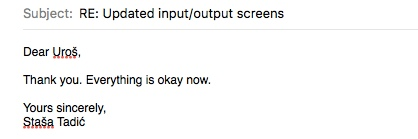 Subject: RE: Updated input/output screens
Dear Uroš,
Thank you. Everything is okay now.
Yours sincerely,
Staša Tadić